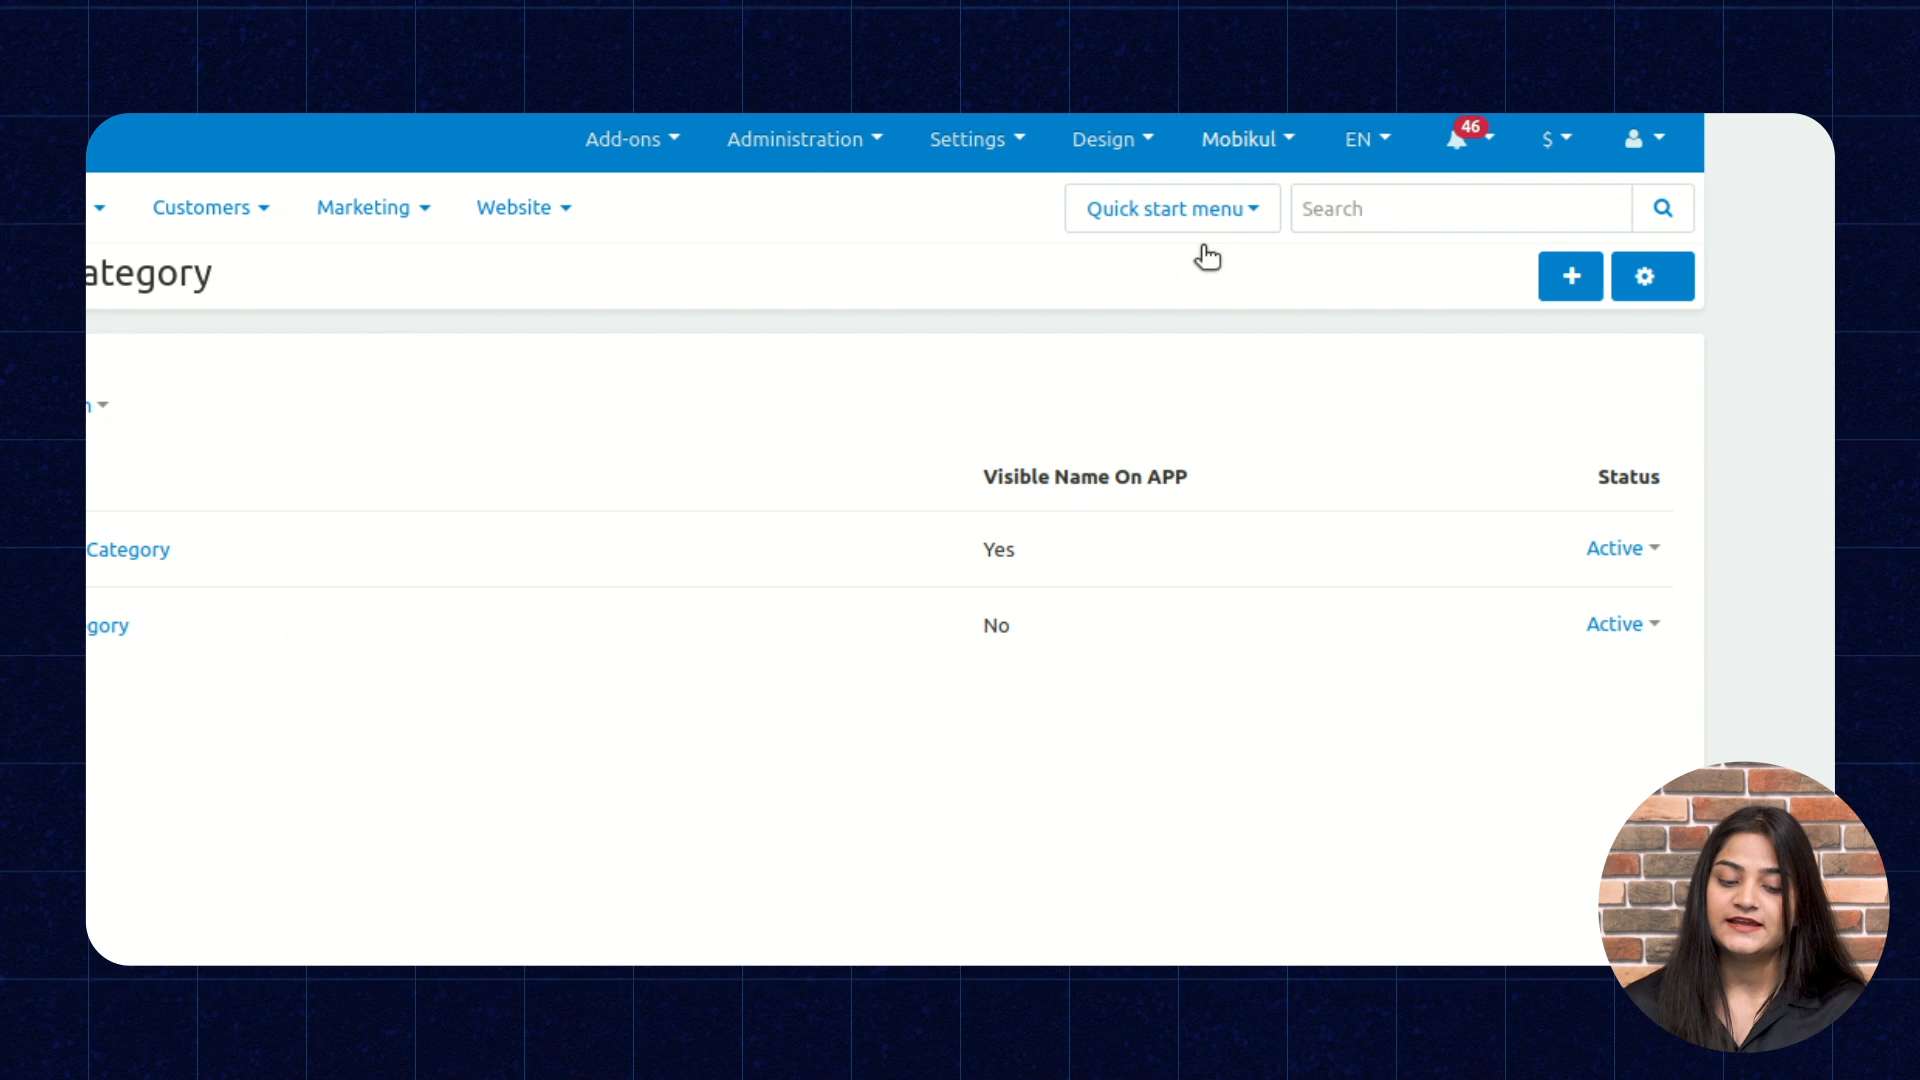 Add-ons Administration Settings Design Mobikul EN 46 $
Customers Marketing Website Quick start menu Search
ategory
Visible Name On APP Status
Category Yes Active
gory No Active